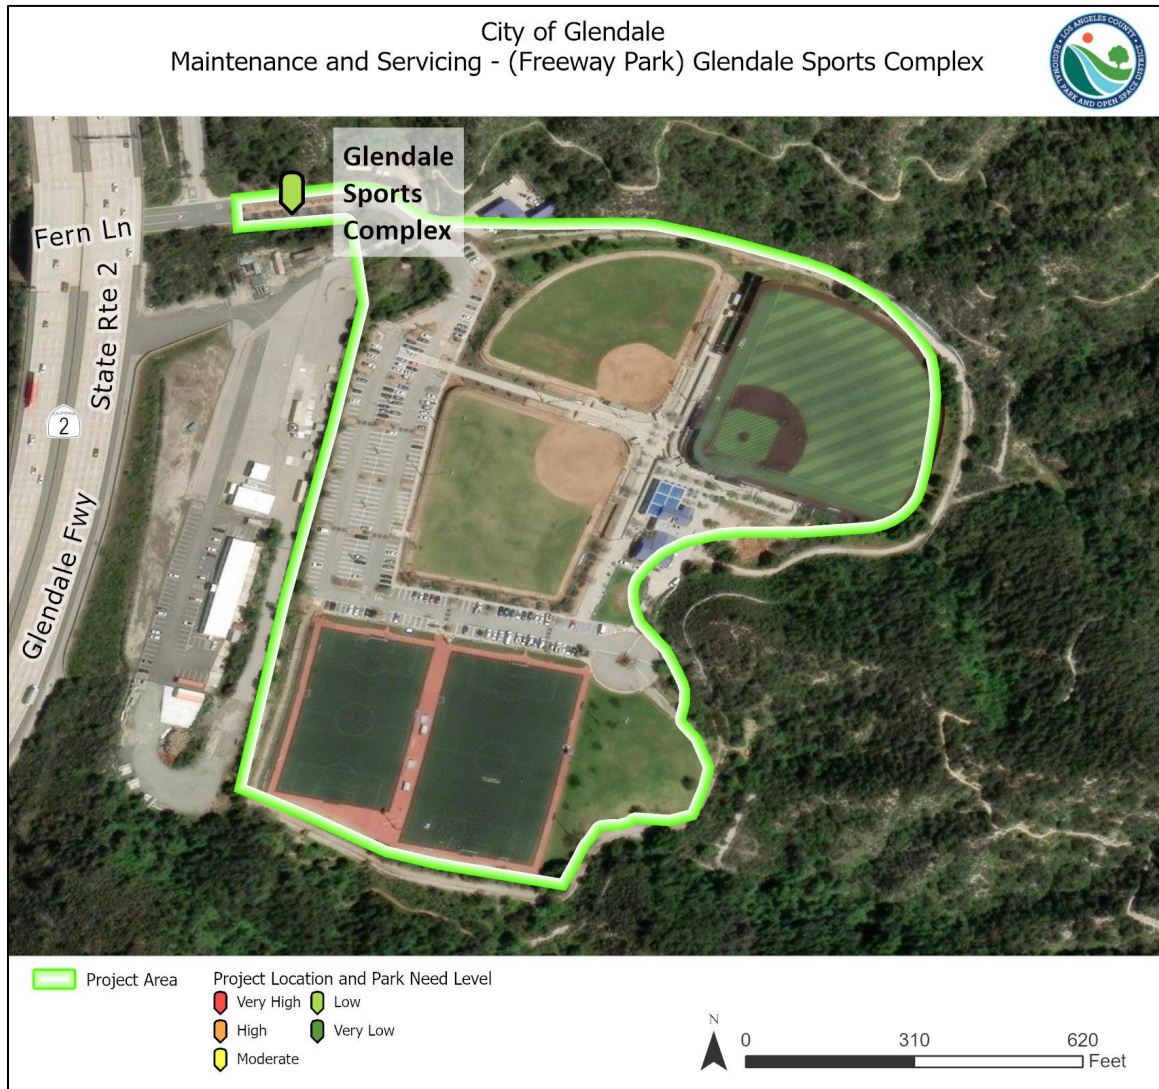 City of Glendale
Maintenance and Servicing - (Freeway Park) Glendale Sports Complex
LOS ANGELES COUNTY
REGIONAL PARK AND OPEN SPACE DISTRICT
Glendale
Sports
Complex
Fern Ln
State Rte 2
CALIFORNIA
2
Glendale Fwy
Project Area
Project Location and Park Need Level
Very High
Low
High
Very Low
Moderate
N
0 310 620
Feet